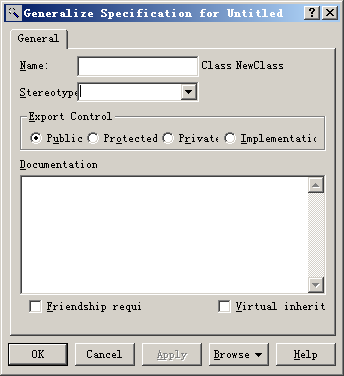 Generalize Specification for Untitled
General
Name: Class NewClass
Stereotype
Export Control
Public Protected Private Implementatic
Documentation
Friendship requi Virtual inherit
OK Cancel Apply Browse Help